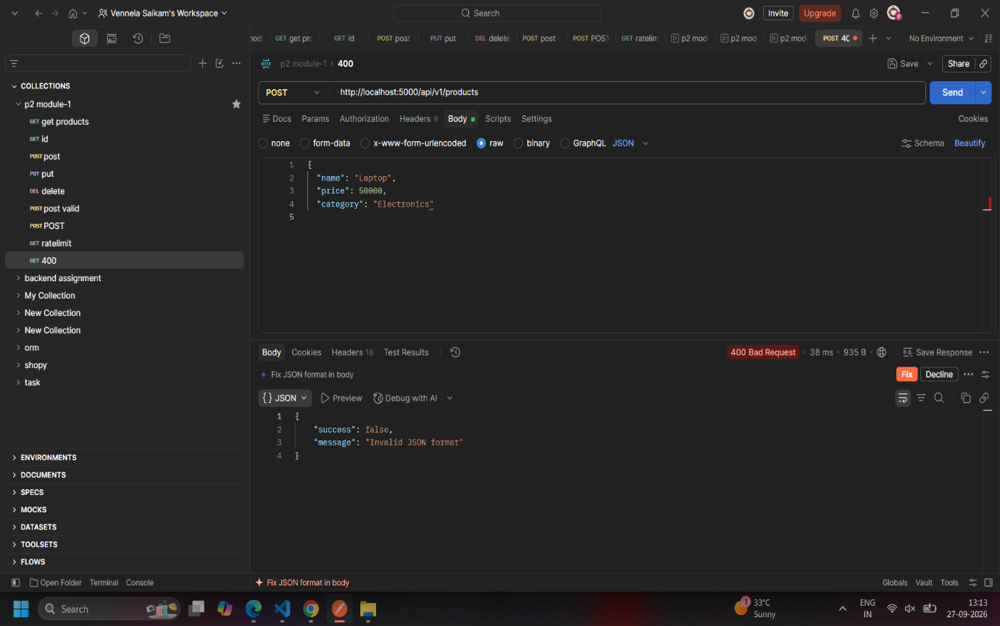 Vennela Saikam's Workspace
Search
Invite
Upgrade
GET get pro
GET id
POST post
PUT put
DEL delete
POST post v
POST POST
GET ratelim
p2 mod
p2 mod
p2 mod
POST 40
No Environment
COLLECTIONS
p2 module-1
GET get products
GET id
POST post
PUT put
DEL delete
POST post valid
POST POST
GET ratelimit
GET 400
backend assignment
My Collection
New Collection
New Collection
orm
shopy
task
ENVIRONMENTS
DOCUMENTS
SPECS
MOCKS
DATASETS
TOOLSETS
FLOWS
HTTP p2 module-1 > 400
Save
Share
POST http://localhost:5000/api/v1/products
Send
Docs Params Authorization Headers 9 Body Scripts Settings
Cookies
none form-data x-www-form-urlencoded raw binary GraphQL JSON
Schema Beautify
1 {
2 "name": "Laptop",
3 "price": 50000,
4 "category": "Electronics"
5
Body Cookies Headers 18 Test Results
400 Bad Request • 38 ms • 935 B
e.g. Save Response
Fix JSON format in body
Fix Decline
{ } JSON Preview Debug with AI
1 {
2 "success": false,
3 "message": "Invalid JSON format"
4 }
Open Folder Terminal Console
Fix JSON format in body
Globals Vault Tools
Search
1
33°C
Sunny
ENG
IN
13:13
27-09-2026